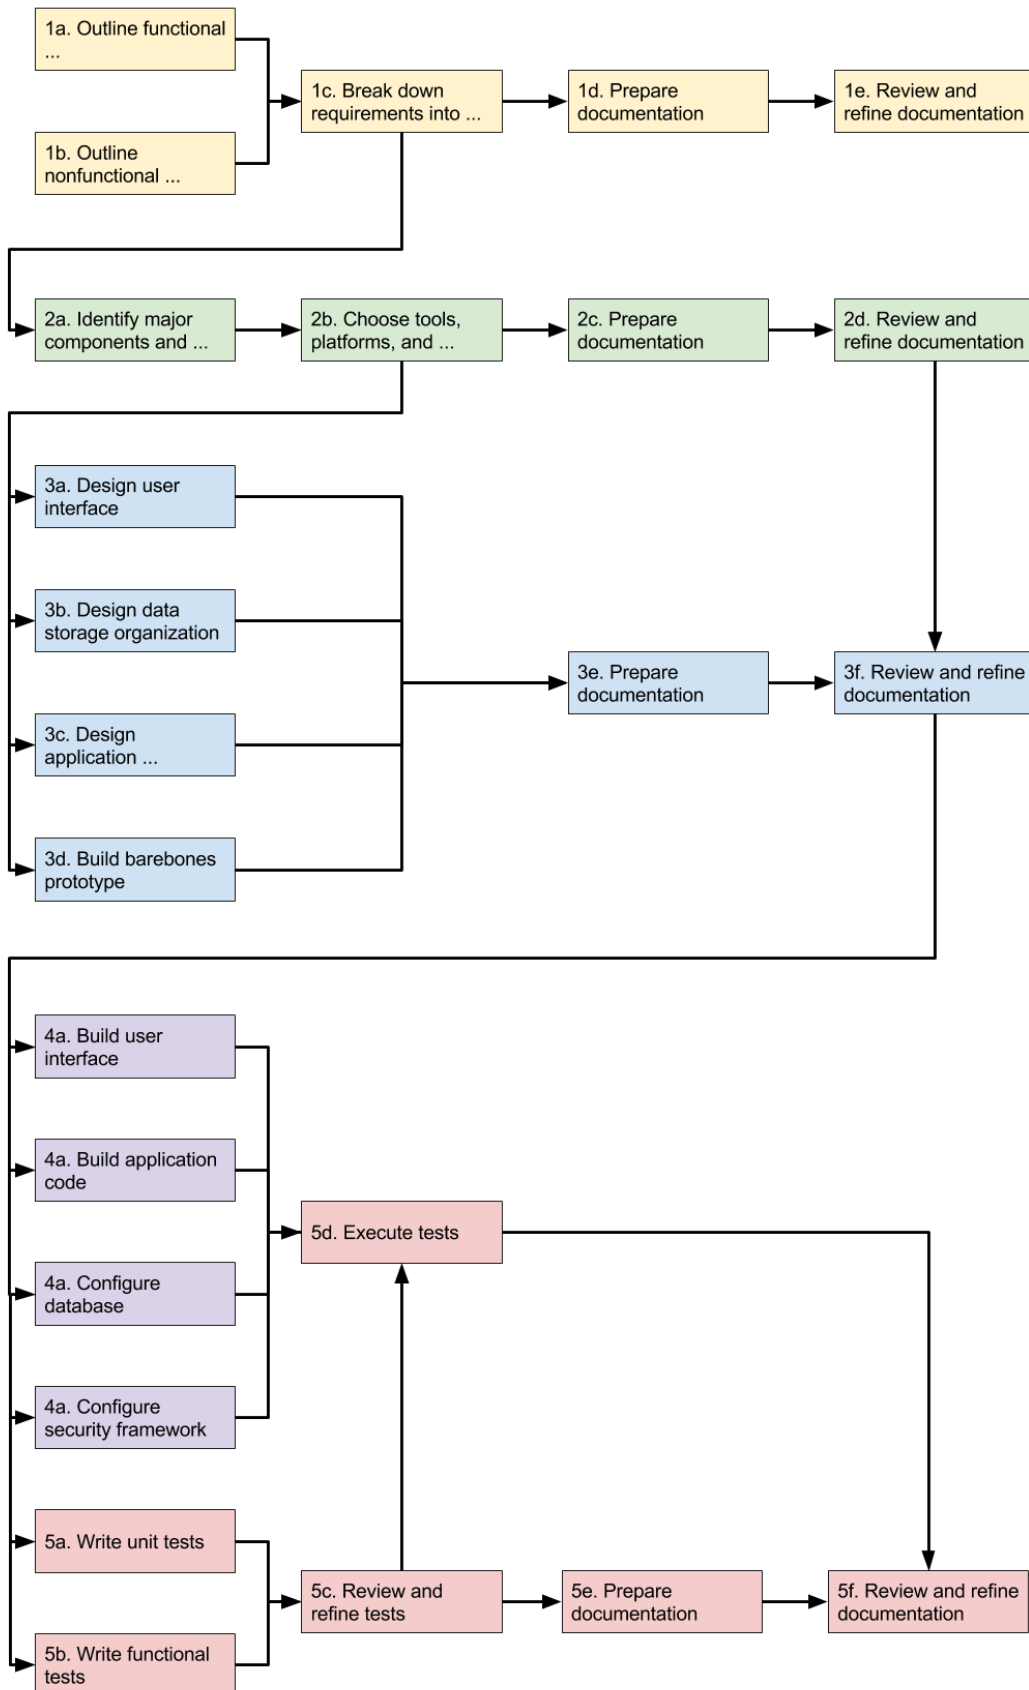 1a. Outline functional
...
1b. Outline
nonfunctional ...
1c. Break down
requirements into ...
1d. Prepare
documentation
1e. Review and
refine documentation
2a. Identify major
components and ...
2b. Choose tools,
platforms, and ...
2c. Prepare
documentation
2d. Review and
refine documentation
3a. Design user
interface
3b. Design data
storage organization
3c. Design
application ...
3d. Build barebones
prototype
3e. Prepare
documentation
3f. Review and refine
documentation
4a. Build user
interface
4a. Build application
code
4a. Configure
database
4a. Configure
security framework
5d. Execute tests
5a. Write unit tests
5b. Write functional
tests
5c. Review and
refine tests
5e. Prepare
documentation
5f. Review and refine
documentation